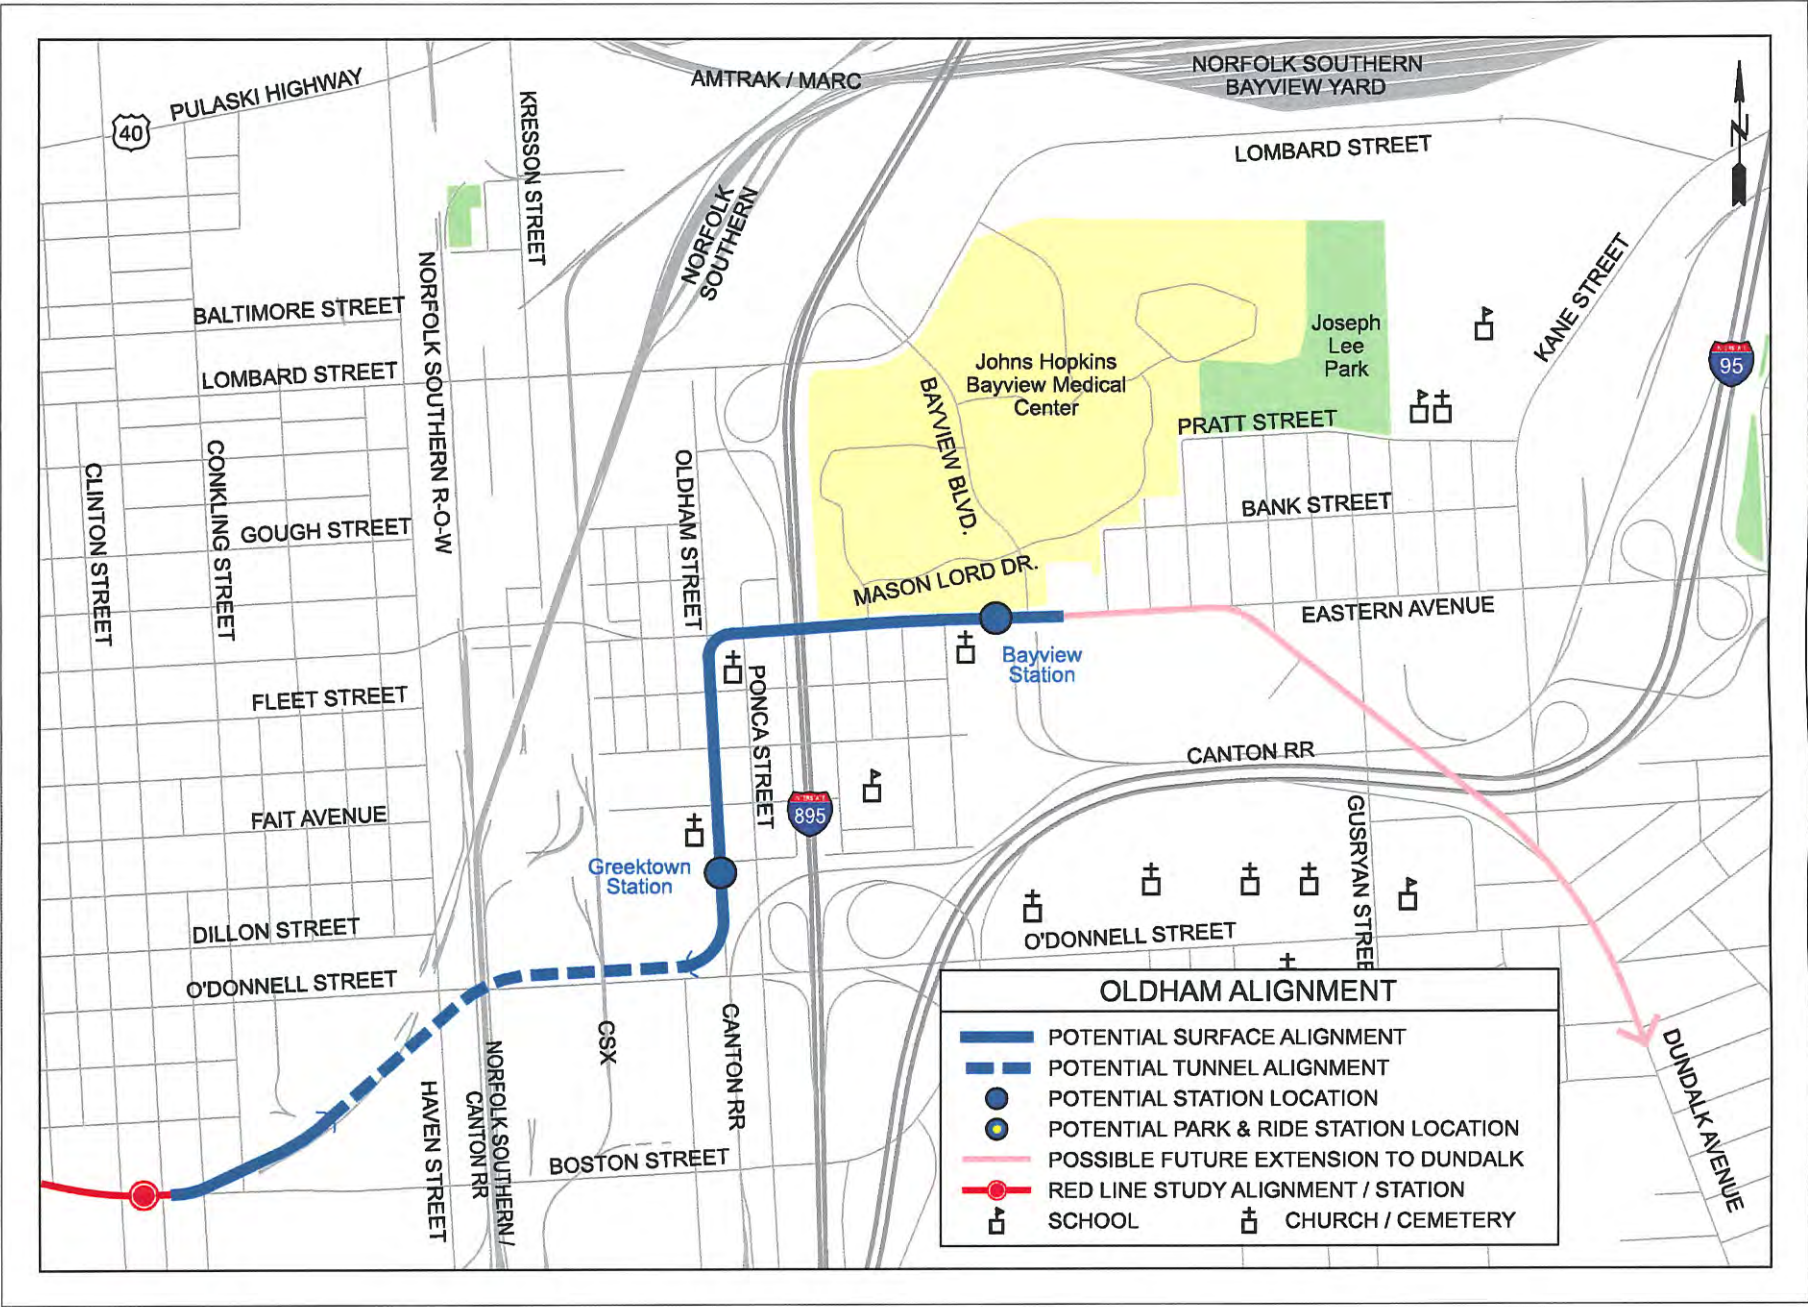 PULASKI HIGHWAY
40
AMTRAK / MARC
NORFOLK SOUTHERN
BAYVIEW YARD
N
KRESSON STREET
LOMBARD STREET
NORFOLK
SOUTHERN
KANE STREET
BALTIMORE STREET
NORFOLK SOUTHERN R-O-W
Joseph
Lee
Park
Johns Hopkins
Bayview Medical
Center
95
LOMBARD STREET
BAYVIEW BLVD.
PRATT STREET
CLINTON STREET
CONKLING STREET
GOUGH STREET
OLDHAM STREET
BANK STREET
MASON LORD DR.
EASTERN AVENUE
Bayview
Station
FLEET STREET
PONCA STREET
CANTON RR
FAIT AVENUE
895
GUSRYAN STREE
Greektown
Station
DILLON STREET
O'DONNELL STREET
O'DONNELL STREET
CSX
CANTON RR
HAVEN STREET
NORFOLK SOUTHERN /
CANTON RR
BOSTON STREET
DUNDALK AVENUE
OLDHAM ALIGNMENT
POTENTIAL SURFACE ALIGNMENT
POTENTIAL TUNNEL ALIGNMENT
POTENTIAL STATION LOCATION
POTENTIAL PARK & RIDE STATION LOCATION
POSSIBLE FUTURE EXTENSION TO DUNDALK
RED LINE STUDY ALIGNMENT / STATION
SCHOOL CHURCH / CEMETERY